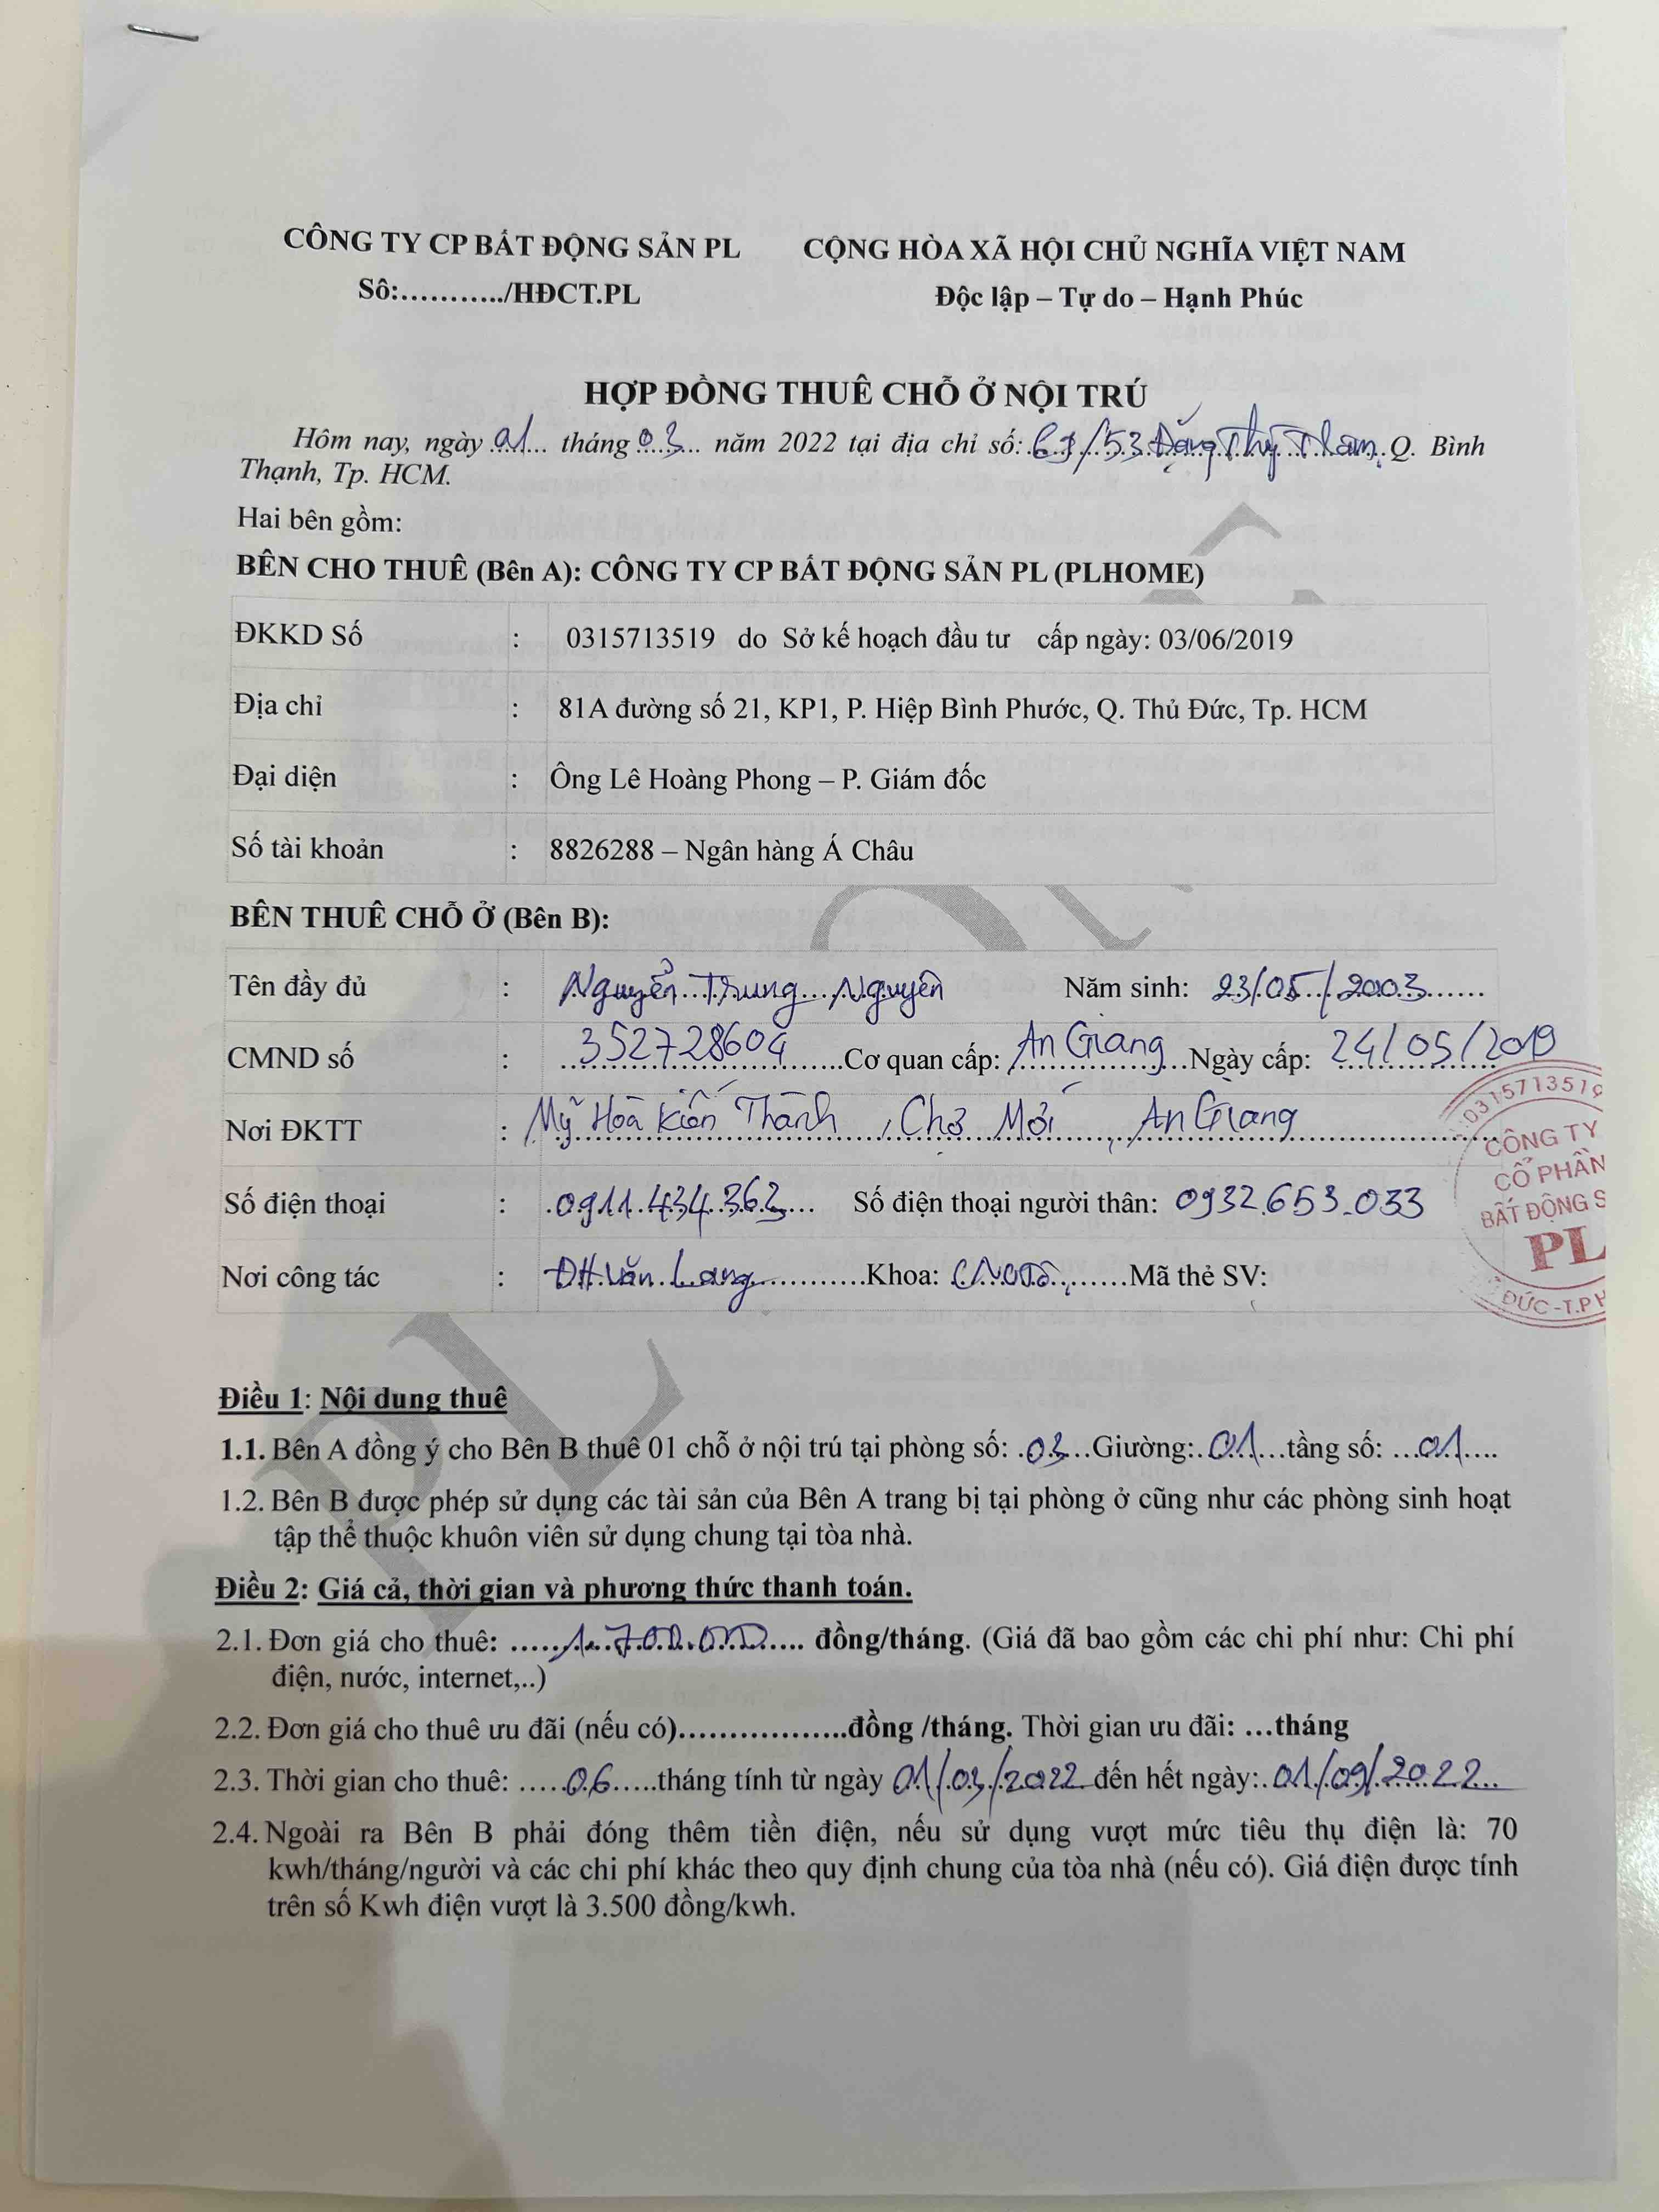 CÔNG TY CP BẤT ĐỘNG SẢN PL
CỘNG HÒA XÃ HỘI CHỦ NGHĨA VIỆT NAM
Số:.........../HĐCT.PL
Độc lập – Tự do – Hạnh Phúc
HỢP ĐỒNG THUÊ CHỖ Ở NỘI TRÚ
Hôm nay, ngày 01 tháng 03 năm 2022 tại địa chỉ số: 63/53 Đặng Thùy Trâm, Q. Bình
Thạnh, Tp. HCM.
Hai bên gồm:
BÊN CHO THUÊ (Bên A): CÔNG TY CP BẤT ĐỘNG SẢN PL (PLHOME)
ĐKKD Số : 0315713519 do Sở kế hoạch đầu tư cấp ngày: 03/06/2019
Địa chỉ : 81A đường số 21, KP1, P. Hiệp Bình Phước, Q. Thủ Đức, Tp. HCM
Đại diện : Ông Lê Hoàng Phong – P. Giám đốc
Số tài khoản : 8826288 – Ngân hàng Á Châu
BÊN THUÊ CHỖ Ở (Bên B):
Tên đầy đủ : Nguyễn Trung Nguyên Năm sinh: 23/05/2003
CMND số : 352728604 Cơ quan cấp: An Giang Ngày cấp: 24/05/2019
Nơi ĐKTT : Mỹ Hoà Kiến Thành, Chợ Mới, An Giang
Số điện thoại : 0911.434.362 Số điện thoại người thân: 0932.653.033
Nơi công tác : ĐH Văn Lang Khoa: CN Ô Tô Mã thẻ SV:
0315713519
CÔNG TY
CỔ PHẦN
BẤT ĐỘNG S
PL
ĐỨC-T.P H
Điều 1: Nội dung thuê
1.1. Bên A đồng ý cho Bên B thuê 01 chỗ ở nội trú tại phòng số: 03 Giường: 01 tầng số: 01
1.2. Bên B được phép sử dụng các tài sản của Bên A trang bị tại phòng ở cũng như các phòng sinh hoạt
tập thể thuộc khuôn viên sử dụng chung tại tòa nhà.
Điều 2: Giá cả, thời gian và phương thức thanh toán.
2.1. Đơn giá cho thuê: 1.700.000 đồng/tháng. (Giá đã bao gồm các chi phí như: Chi phí
điện, nước, internet,..)
2.2. Đơn giá cho thuê ưu đãi (nếu có).................đồng /tháng. Thời gian ưu đãi: ...tháng
2.3. Thời gian cho thuê: 06 tháng tính từ ngày 01/03/2022 đến hết ngày: 01/09/2022
2.4. Ngoài ra Bên B phải đóng thêm tiền điện, nếu sử dụng vượt mức tiêu thụ điện là: 70
kwh/tháng/người và các chi phí khác theo quy định chung của tòa nhà (nếu có). Giá điện được tính
trên số Kwh điện vượt là 3.500 đồng/kwh.